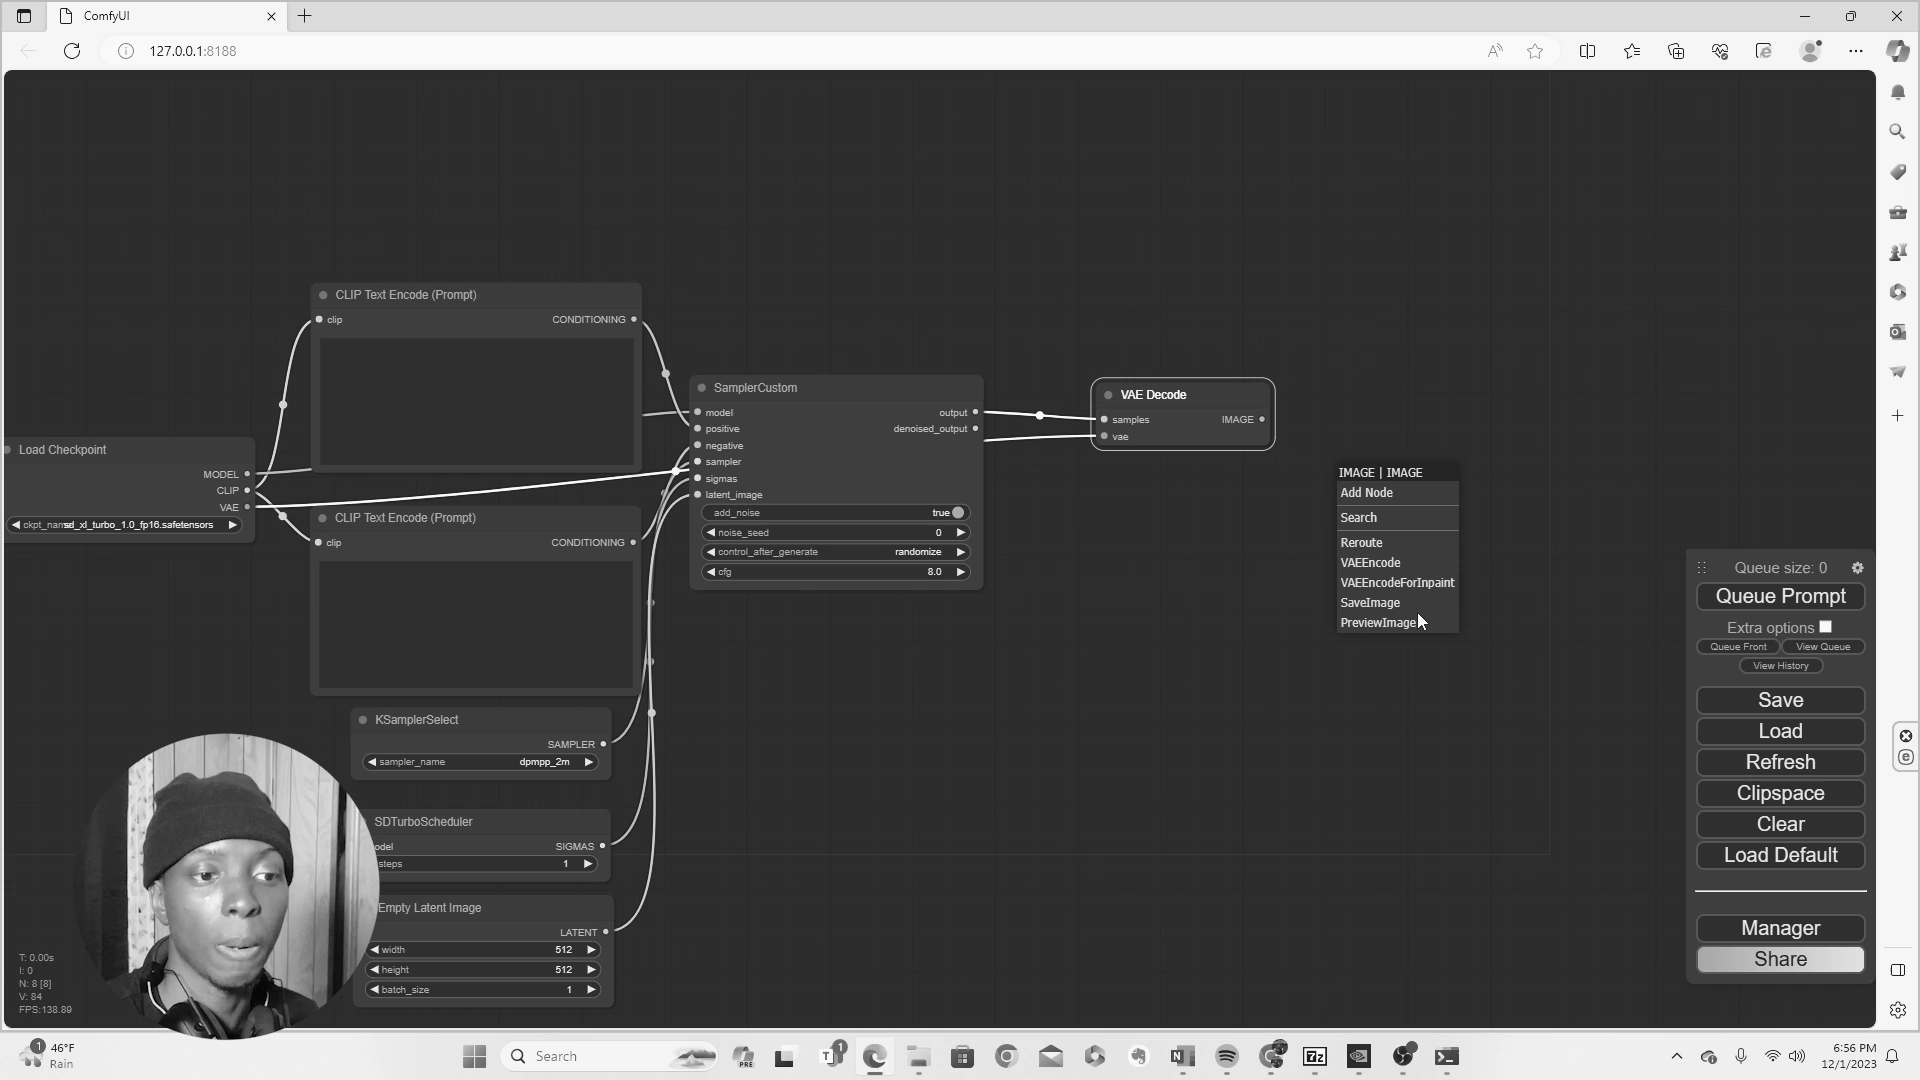 ComfyUI
127.0.0.1:8188
CLIP Text Encode (Prompt)
clip
CONDITIONING
Load Checkpoint
MODEL
CLIP
VAE
sd_xl_turbo_1.0_fp16.safetensors
CLIP Text Encode (Prompt)
clip
CONDITIONING
KSamplerSelect
SAMPLER
sampler_name dpmpp_2m
SDTurboScheduler
SIGMAS
steps 1
Empty Latent Image
LATENT
width 512
height 512
batch_size 1
SamplerCustom
model output
positive denoised_output
negative
sampler
sigmas
latent_image
add_noise true
noise_seed 0
control_after_generate randomize
cfg 8.0
VAE Decode
samples IMAGE
vae
IMAGE | IMAGE
Add Node
Search
Reroute
VAEEncode
VAEEncodeForInpaint
SaveImage
PreviewImage
Queue size: 0
Queue Prompt
Extra options
Queue Front View Queue
View History
Save
Load
Refresh
Clipspace
Clear
Load Default
Manager
Share
T: 0.00s
I: 0
N: 8 [8]
V: 84
FPS:138.89
1
46°F
Rain
Search
PRE
T
1
N
7z
6:56 PM
12/1/2023